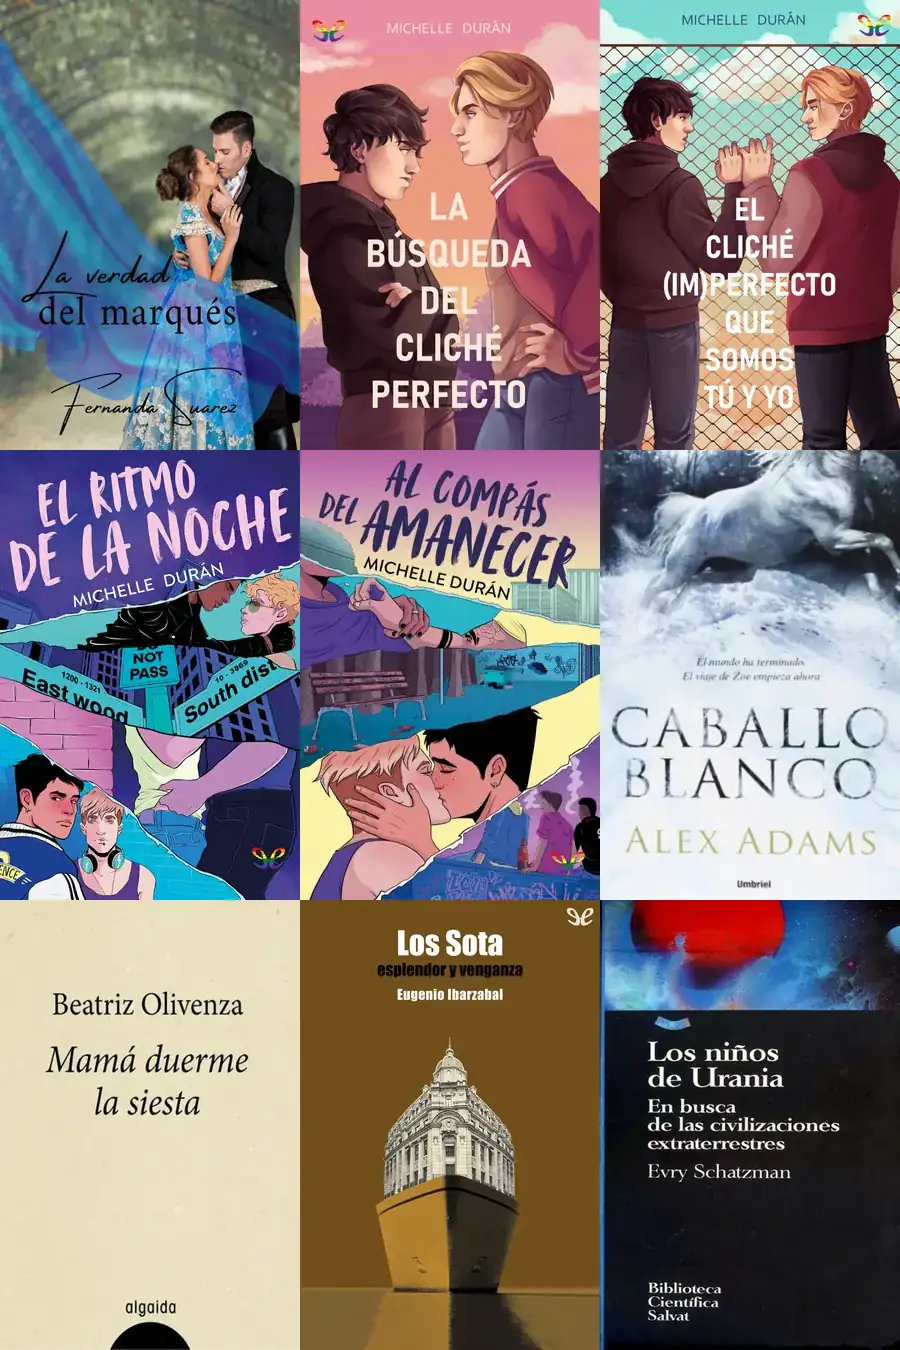 La verdad
del marqués
Fernanda Suarez
MICHELLE DURÁN
LA
BÚSQUEDA
DEL
CLICHÉ
PERFECTO
MICHELLE DURÁN
EL
CLICHÉ
(IM)PERFECTO
QUE
SOMOS
TÚ Y YO
EL RITMO
DE LA NOCHE
MICHELLE DURÁN
NOT
PASS
1200 - 1321
East wood
10 - 3969
South dist
AL COMPÁS
DEL AMANECER
MICHELLE DURÁN
El mundo ha terminado.
El viaje de Zoe empieza ahora
CABALLO
BLANCO
ALEX ADAMS
Umbriel
Beatriz Olivenza
Mamá duerme
la siesta
algaida
Los Sota
esplendor y venganza
Eugenio Ibarzabal
Los niños
de Urania
En busca
de las civilizaciones
extraterrestres
Evry Schatzman
Biblioteca
Científica
Salvat